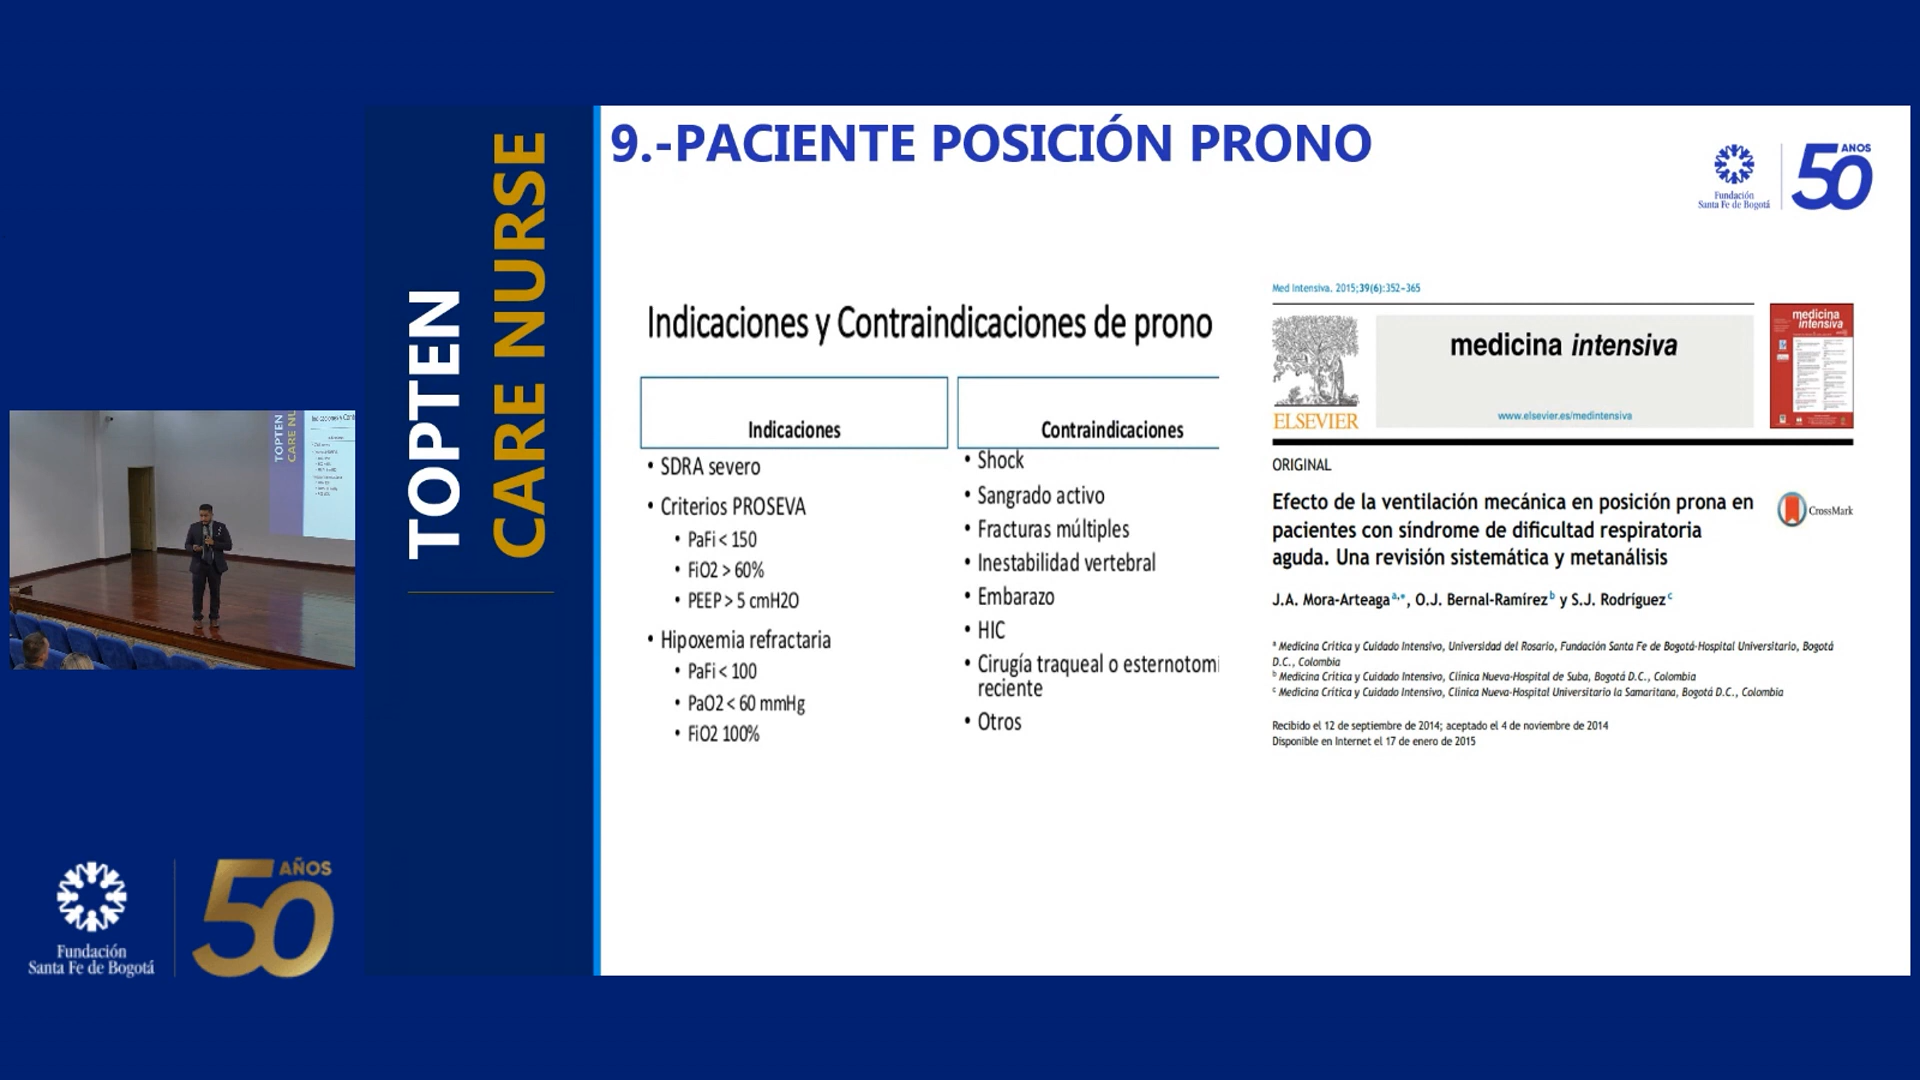 9.-PACIENTE POSICIÓN PRONO
TOPTEN
CARE NURSE
Fundación
Santa Fe de Bogotá
50 AÑOS
Indicaciones y Contraindicaciones de prono
Indicaciones
• SDRA severo
• Criterios PROSEVA
• PaFi < 150
• FiO2 > 60%
• PEEP > 5 cmH2O
• Hipoxemia refractaria
• PaFi < 100
• PaO2 < 60 mmHg
• FiO2 100%
Contraindicaciones
• Shock
• Sangrado activo
• Fracturas múltiples
• Inestabilidad vertebral
• Embarazo
• HIC
• Cirugía traqueal o esternotomi
reciente
• Otros
Med Intensiva. 2015;39(6):352-365
ELSEVIER
medicina intensiva
www.elsevier.es/medintensiva
medicina
intensiva
ORIGINAL
Efecto de la ventilación mecánica en posición prona en
pacientes con síndrome de dificultad respiratoria
aguda. Una revisión sistemática y metanálisis
CrossMark
J.A. Mora-Arteaga a,*, O.J. Bernal-Ramírez b y S.J. Rodríguez c
a Medicina Crítica y Cuidado Intensivo, Universidad del Rosario, Fundación Santa Fe de Bogotá-Hospital Universitario, Bogotá
D.C., Colombia
b Medicina Crítica y Cuidado Intensivo, Clínica Nueva-Hospital de Suba, Bogotá D.C., Colombia
c Medicina Crítica y Cuidado Intensivo, Clínica Nueva-Hospital Universitario la Samaritana, Bogotá D.C., Colombia
Recibido el 12 de septiembre de 2014; aceptado el 4 de noviembre de 2014
Disponible en Internet el 17 de enero de 2015
TOPTEN
CARE NU
Fundación
Santa Fe de Bogotá
50 AÑOS